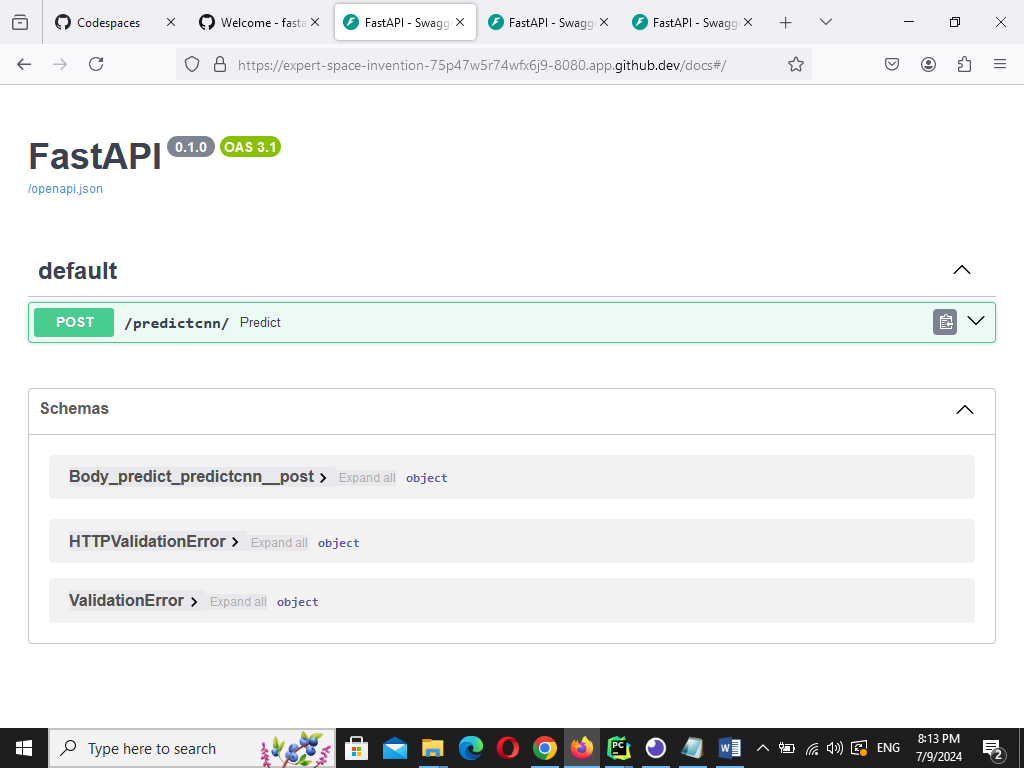 Codespaces
Welcome - fasta
FastAPI - Swagg
FastAPI - Swagg
FastAPI - Swagg
https://expert-space-invention-75p47w5r74wfx6j9-8080.app.github.dev/docs#/
FastAPI 0.1.0 OAS 3.1
/openapi.json
default
POST /predictcnn/ Predict
Schemas
Body_predict_predictcnn__post Expand all object
HTTPValidationError Expand all object
ValidationError Expand all object
Type here to search
PC
W
ENG
8:13 PM
7/9/2024
2